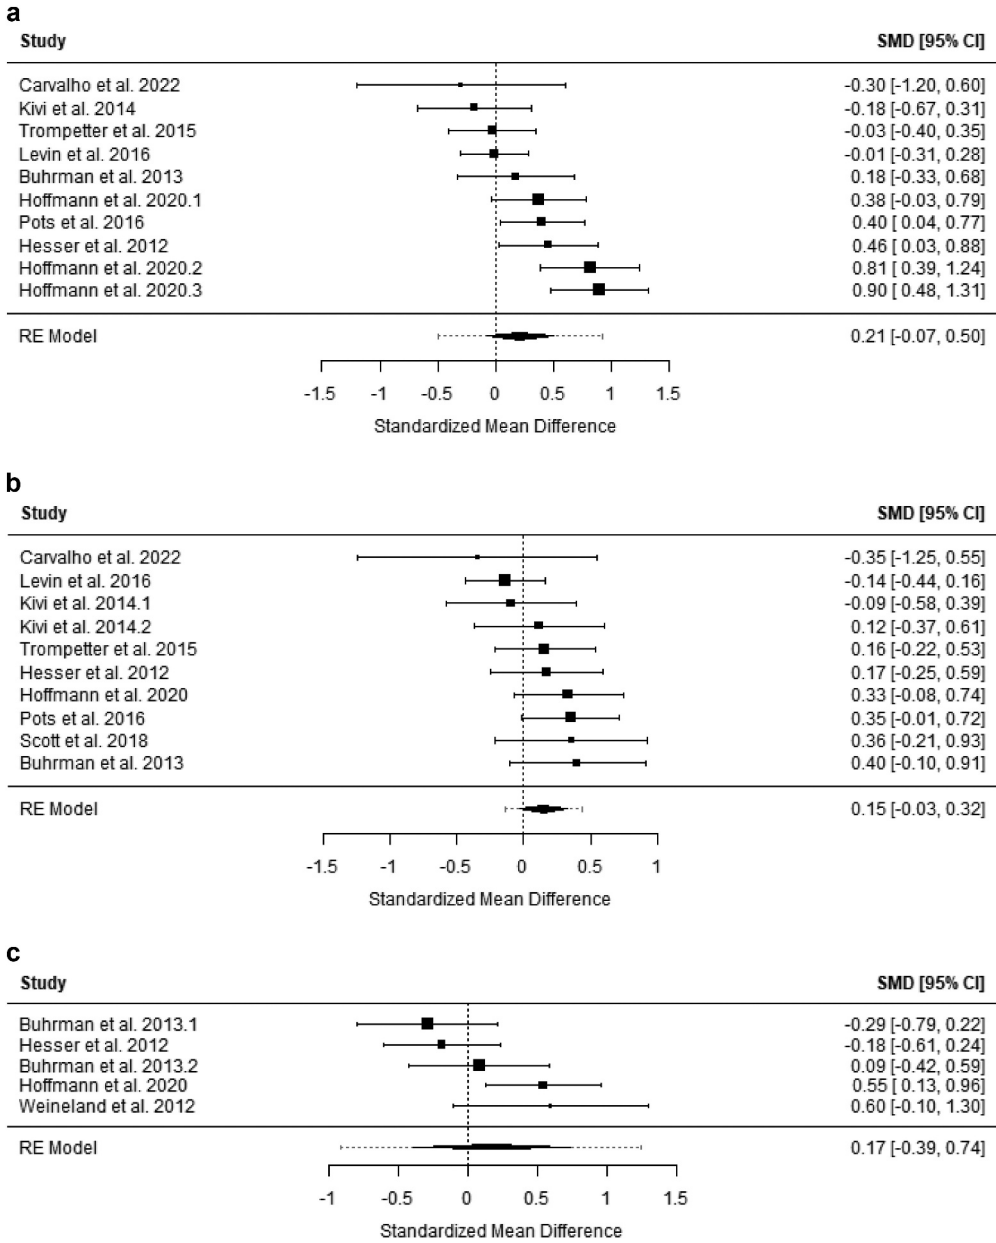 a
Study SMD [95% CI]
Carvalho et al. 2022 -0.30 [-1.20, 0.60]
Kivi et al. 2014 -0.18 [-0.67, 0.31]
Trompetter et al. 2015 -0.03 [-0.40, 0.35]
Levin et al. 2016 -0.01 [-0.31, 0.28]
Buhrman et al. 2013 0.18 [-0.33, 0.68]
Hoffmann et al. 2020.1 0.38 [-0.03, 0.79]
Pots et al. 2016 0.40 [ 0.04, 0.77]
Hesser et al. 2012 0.46 [ 0.03, 0.88]
Hoffmann et al. 2020.2 0.81 [ 0.39, 1.24]
Hoffmann et al. 2020.3 0.90 [ 0.48, 1.31]
RE Model 0.21 [-0.07, 0.50]
-1.5 -1 -0.5 0 0.5 1 1.5
Standardized Mean Difference
b
Study SMD [95% CI]
Carvalho et al. 2022 -0.35 [-1.25, 0.55]
Levin et al. 2016 -0.14 [-0.44, 0.16]
Kivi et al. 2014.1 -0.09 [-0.58, 0.39]
Kivi et al. 2014.2 0.12 [-0.37, 0.61]
Trompetter et al. 2015 0.16 [-0.22, 0.53]
Hesser et al. 2012 0.17 [-0.25, 0.59]
Hoffmann et al. 2020 0.33 [-0.08, 0.74]
Pots et al. 2016 0.35 [-0.01, 0.72]
Scott et al. 2018 0.36 [-0.21, 0.93]
Buhrman et al. 2013 0.40 [-0.10, 0.91]
RE Model 0.15 [-0.03, 0.32]
-1.5 -1 -0.5 0 0.5 1
Standardized Mean Difference
c
Study SMD [95% CI]
Buhrman et al. 2013.1 -0.29 [-0.79, 0.22]
Hesser et al. 2012 -0.18 [-0.61, 0.24]
Buhrman et al. 2013.2 0.09 [-0.42, 0.59]
Hoffmann et al. 2020 0.55 [ 0.13, 0.96]
Weineland et al. 2012 0.60 [-0.10, 1.30]
RE Model 0.17 [-0.39, 0.74]
-1 -0.5 0 0.5 1 1.5
Standardized Mean Difference